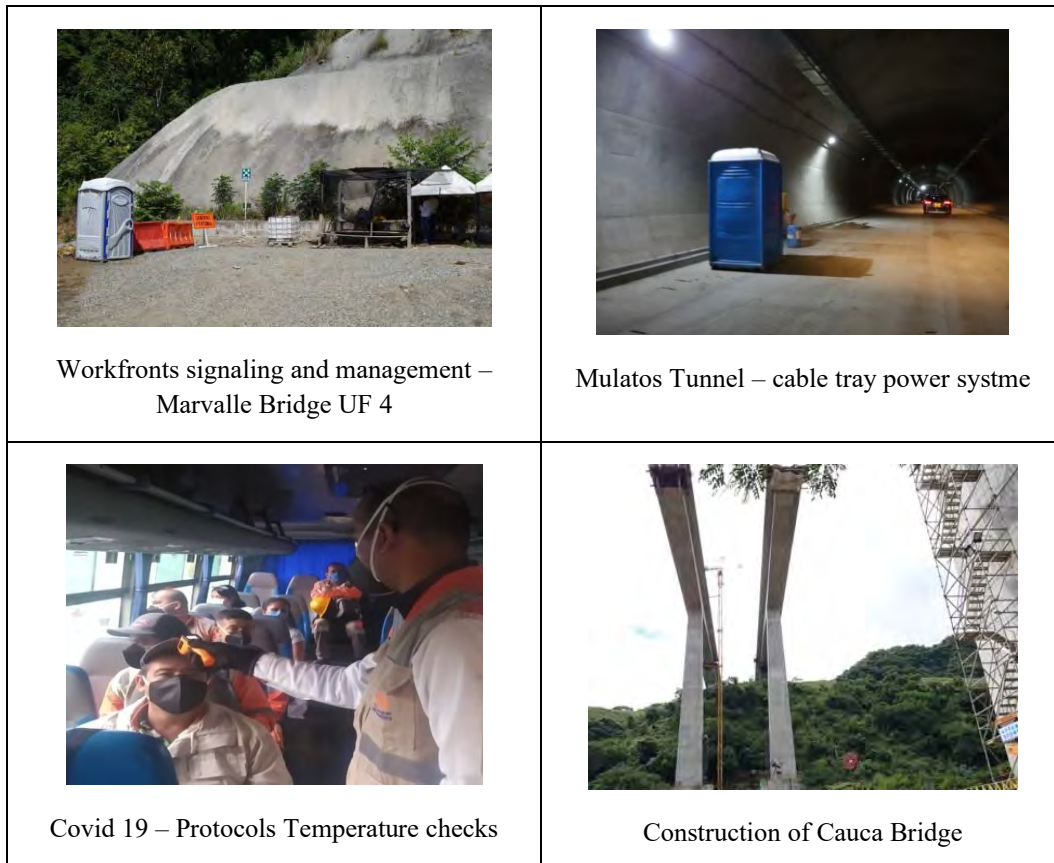 Workfronts signaling and management –
Marvalle Bridge UF 4
Mulatos Tunnel – cable tray power systme
Covid 19 – Protocols Temperature checks
Construction of Cauca Bridge